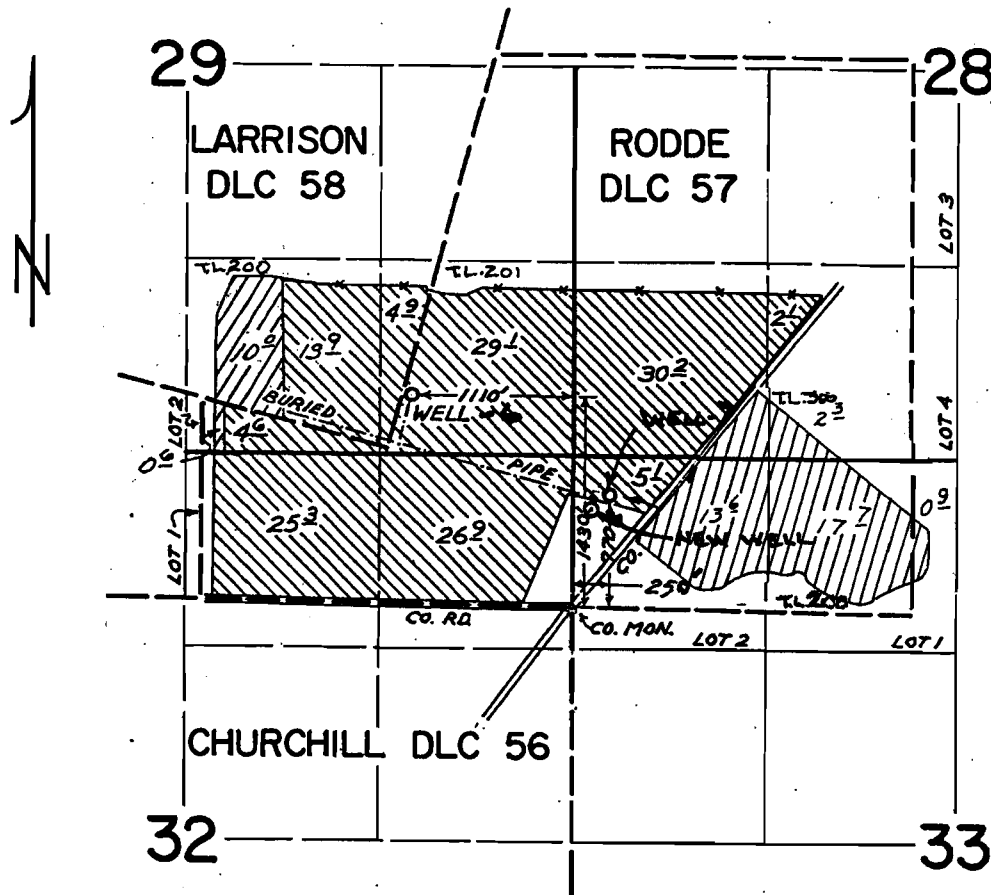 29
28
LARRISON
DLC 58
RODDE
DLC 57
N
LOT 3
T.L. 200
T.L. 201
4 9
2 1
10 0
13 9
29 1
30 2
1110'
WELL
WELL
T.L. 300
2 3
BURIED
PIPE
LOT 2
LOT 4
4 6
0 6
5 1
0 9
25 3
26 9
13 6
17 7
1430'
770'
NEW WELL
LOT 1
CO.
250'
T.L. 200
CO. RD.
CO. MON.
LOT 2
LOT 1
CHURCHILL DLC 56
32
33